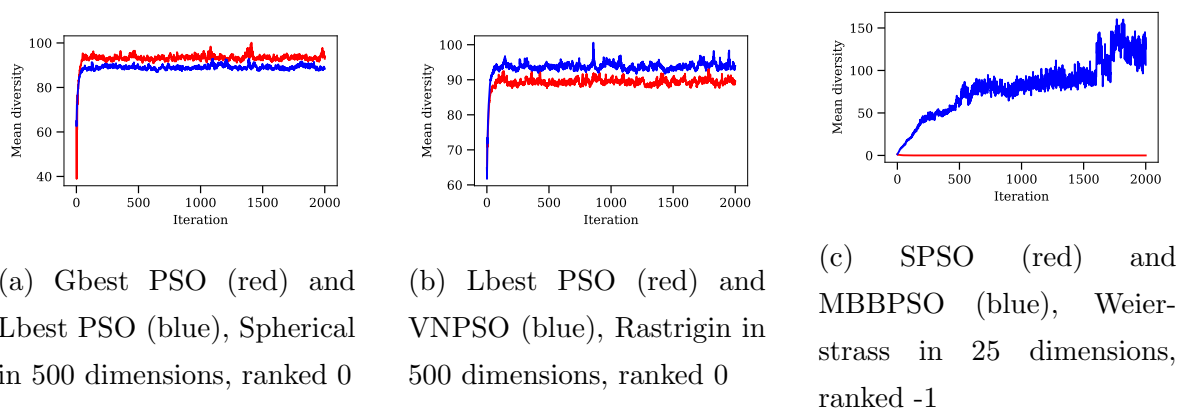 100
80
60
40
Mean diversity
0 500 1000 1500 2000
Iteration
(a) Gbest PSO (red) and
Lbest PSO (blue), Spherical
in 500 dimensions, ranked 0
100
90
80
70
60
Mean diversity
0 500 1000 1500 2000
Iteration
(b) Lbest PSO (red) and
VNPSO (blue), Rastrigin in
500 dimensions, ranked 0
150
100
50
0
Mean diversity
0 500 1000 1500 2000
Iteration
(c) SPSO (red) and
MBBPSO (blue), Weier-
strass in 25 dimensions,
ranked -1